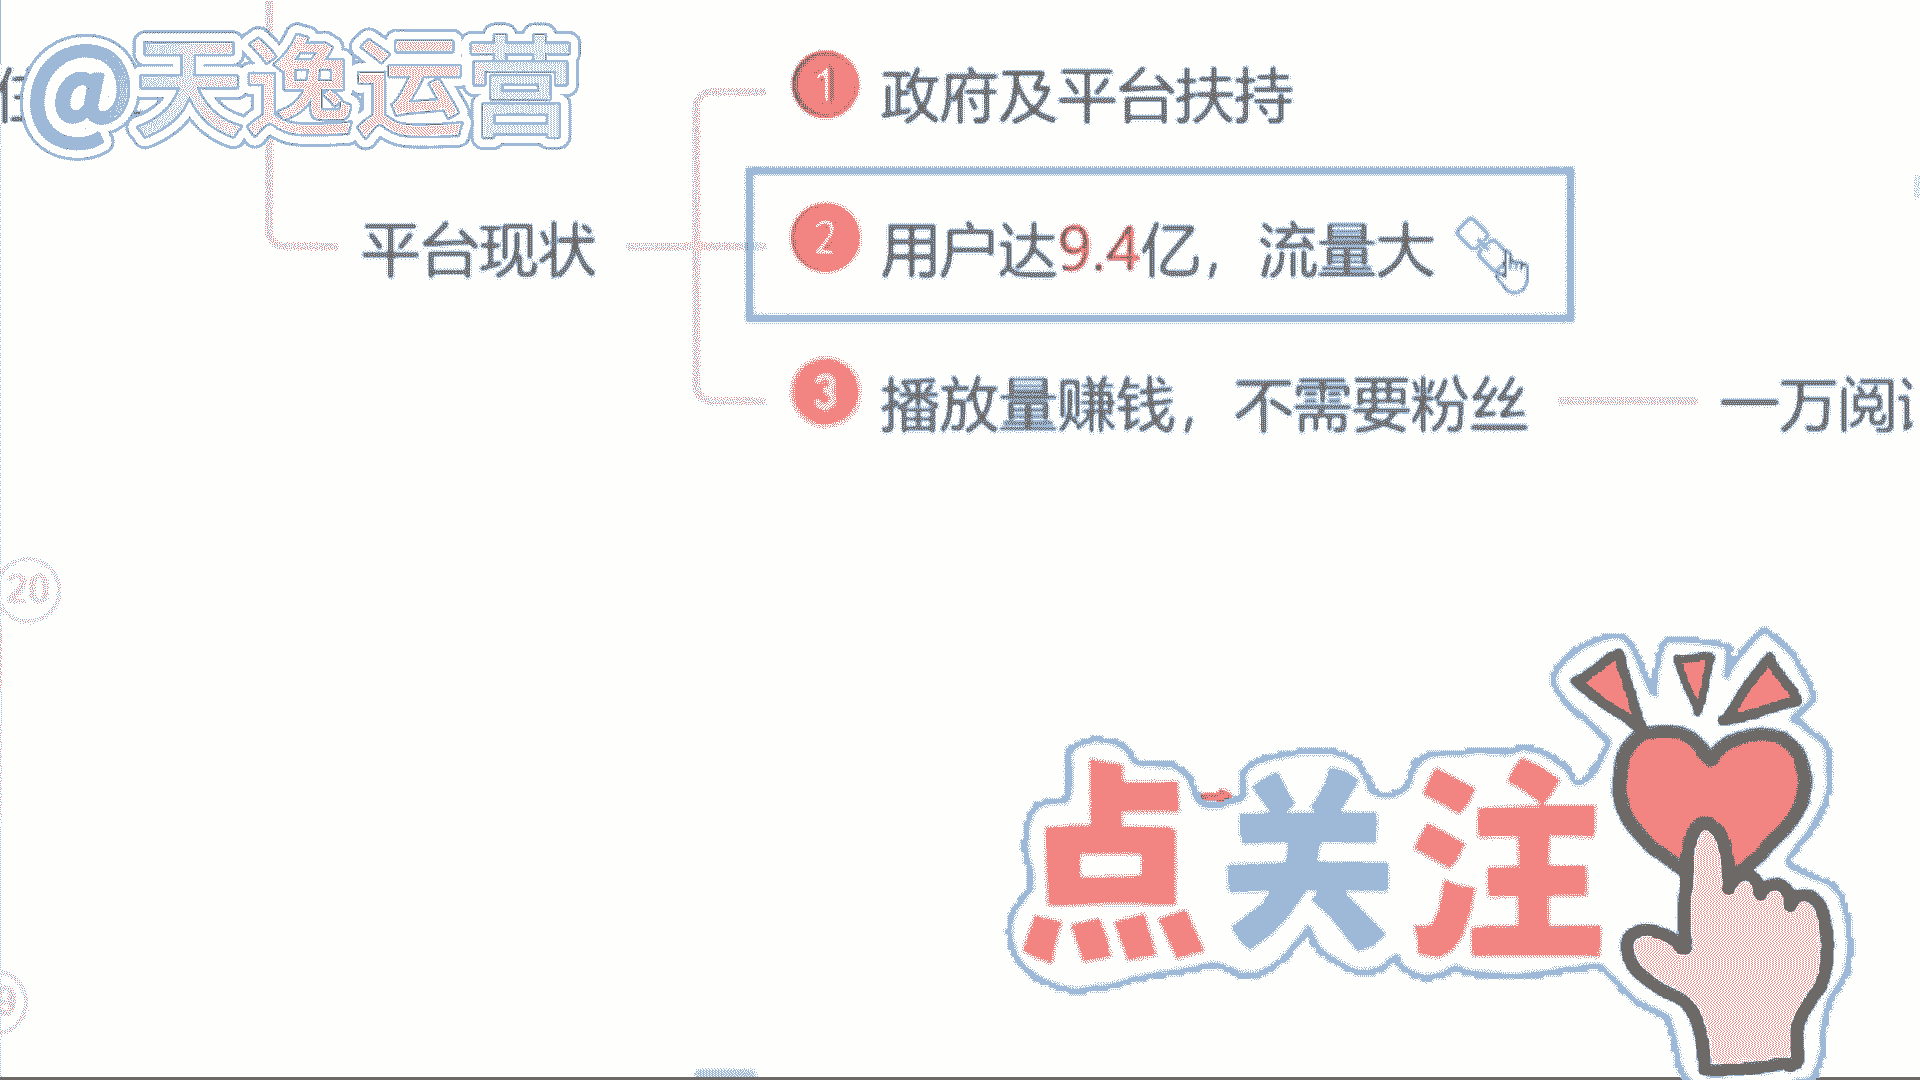 @天逸运营
1 政府及平台扶持
平台现状
2 用户达9.4亿，流量大
3 播放量赚钱，不需要粉丝
一万阅
20
点关注